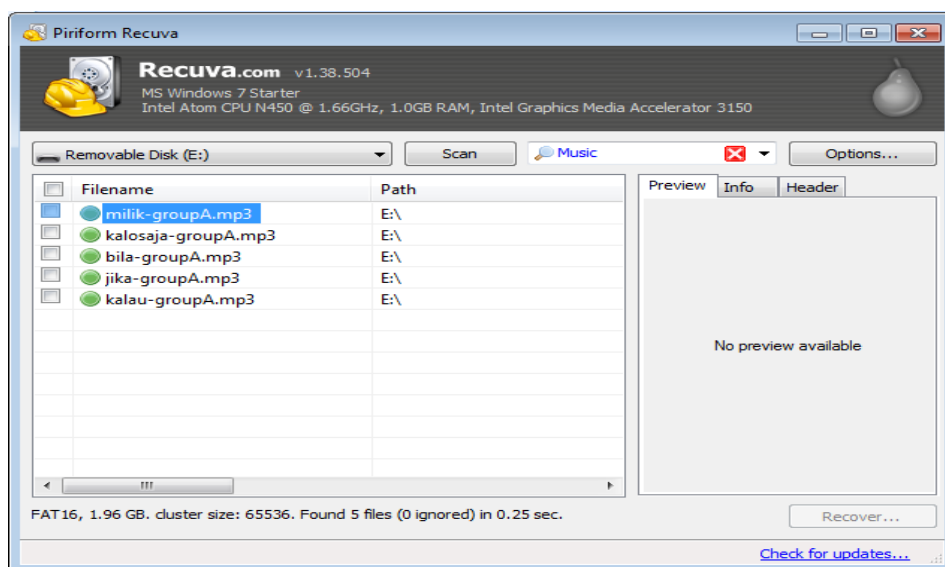 Piriform Recuva
Recuva.com v1.38.504
MS Windows 7 Starter
Intel Atom CPU N450 @ 1.66GHz, 1.0GB RAM, Intel Graphics Media Accelerator 3150
Removable Disk (E:) Scan Music Options...
Filename Path Preview Info Header
milik-groupA.mp3 E:\
kalosaja-groupA.mp3 E:\
bila-groupA.mp3 E:\
jika-groupA.mp3 E:\
kalau-groupA.mp3 E:\
No preview available
FAT16, 1.96 GB. cluster size: 65536. Found 5 files (0 ignored) in 0.25 sec. Recover...
Check for updates...